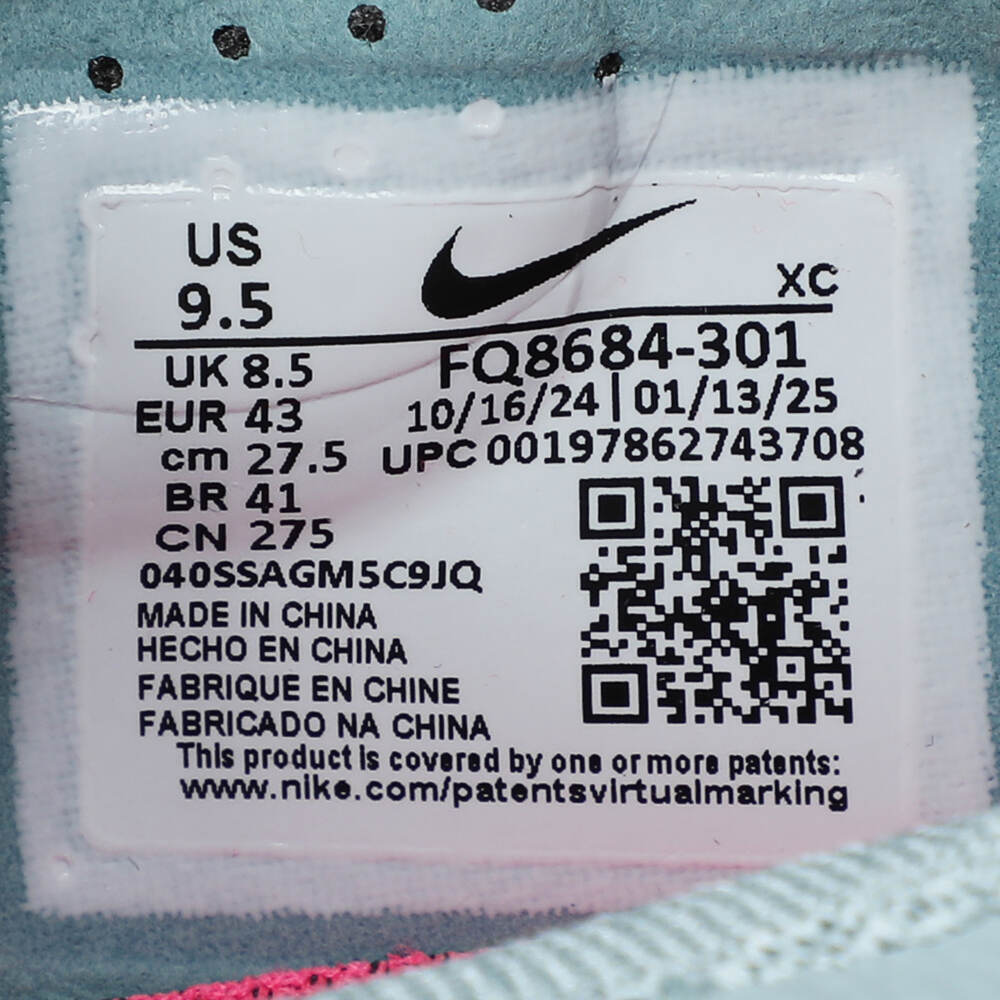 US
9.5
XC
UK 8.5
FQ8684-301
EUR 43
10/16/24 | 01/13/25
cm 27.5
UPC 00197862743708
BR 41
CN 275
040SSAGM5C9JQ
MADE IN CHINA
HECHO EN CHINA
FABRIQUE EN CHINE
FABRICADO NA CHINA
This product is covered by one or more patents:
www.nike.com/patentsvirtualmarking